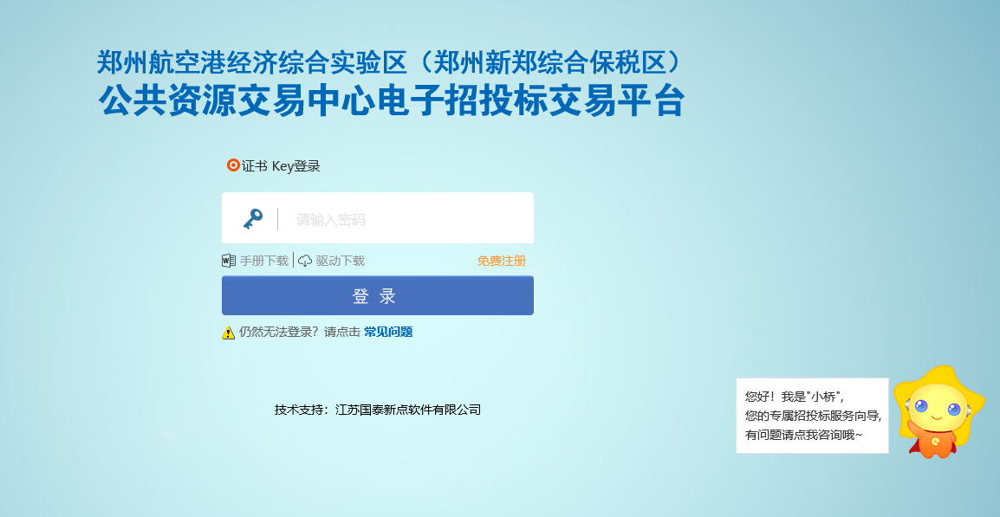 郑州航空港经济综合实验区（郑州新郑综合保税区）
公共资源交易中心电子招投标交易平台
证书 Key登录
请输入密码
手册下载 驱动下载 免费注册
登 录
仍然无法登录？请点击 常见问题
技术支持：江苏国泰新点软件有限公司
您好！我是"小桥",
您的专属招投标服务向导,
有问题请点我咨询哦~